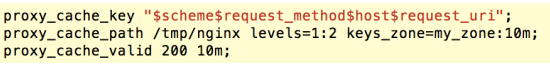 proxy_cache_key "$scheme$request_method$host$request_uri";
proxy_cache_path /tmp/nginx levels=1:2 keys_zone=my_zone:10m;
proxy_cache_valid 200 10m;